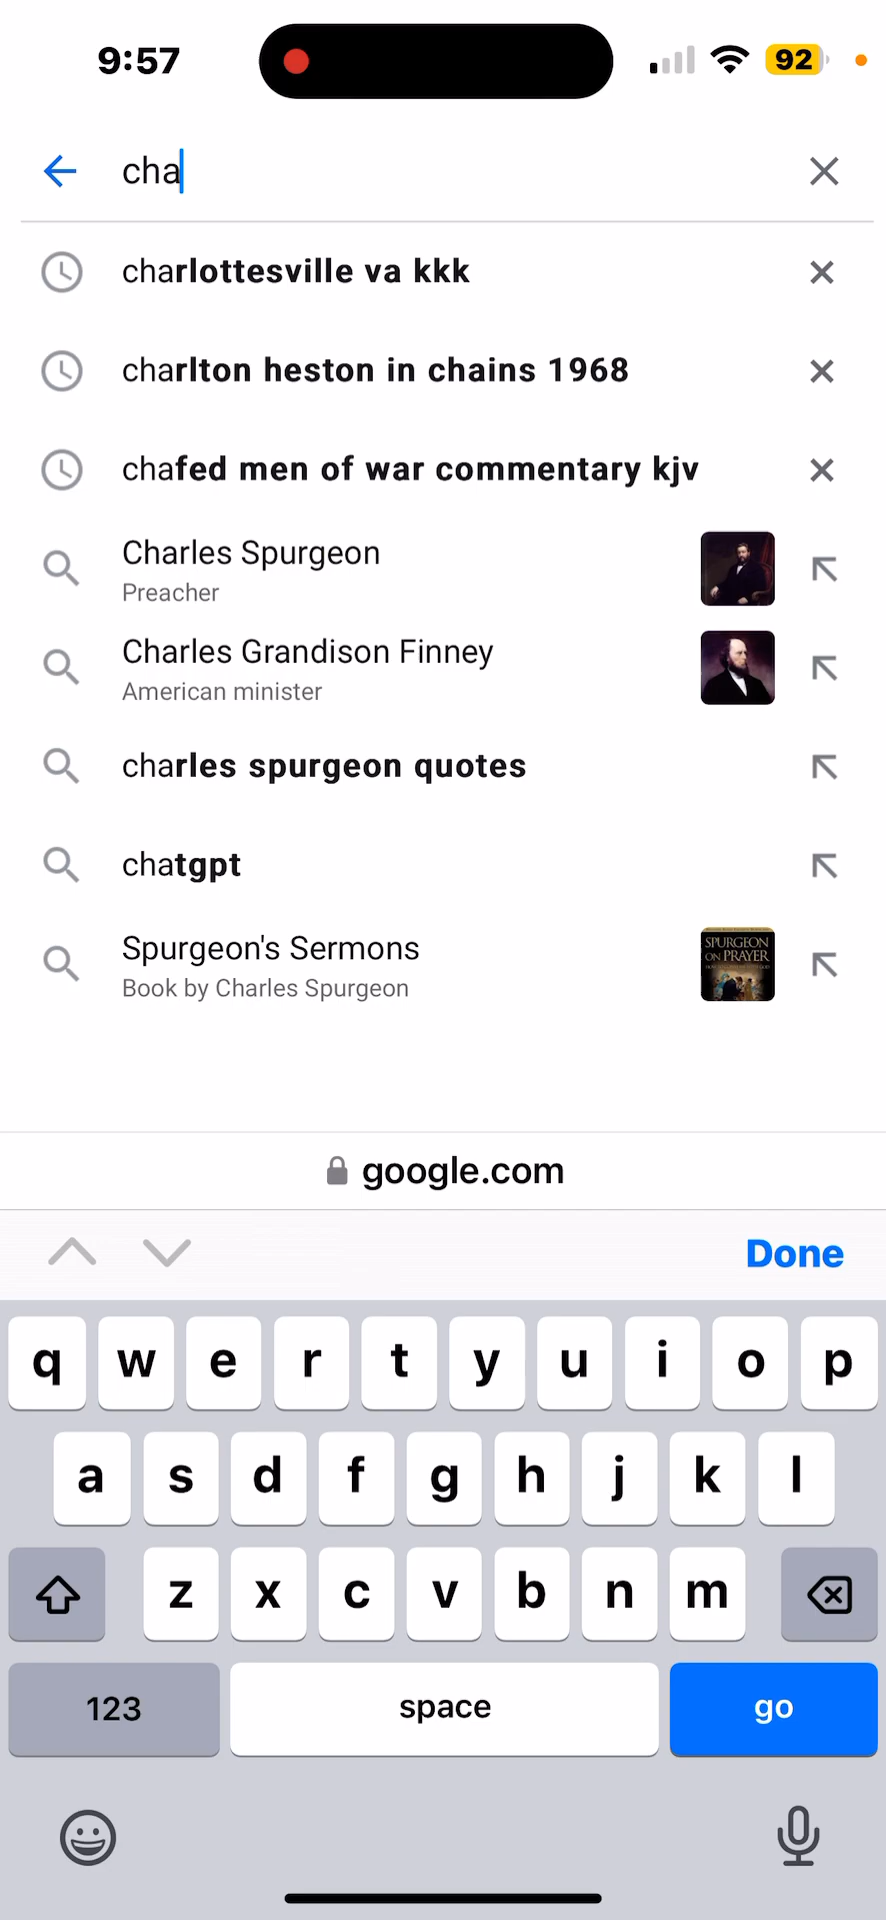 9:57
92
cha
charlottesville va kkk
charlton heston in chains 1968
chafed men of war commentary kjv
Charles Spurgeon
Preacher
Charles Grandison Finney
American minister
charles spurgeon quotes
chatgpt
Spurgeon's Sermons
Book by Charles Spurgeon
SPURGEON
ON PRAYER
google.com
Done
q w e r t y u i o p
a s d f g h j k l
z x c v b n m
123 space go